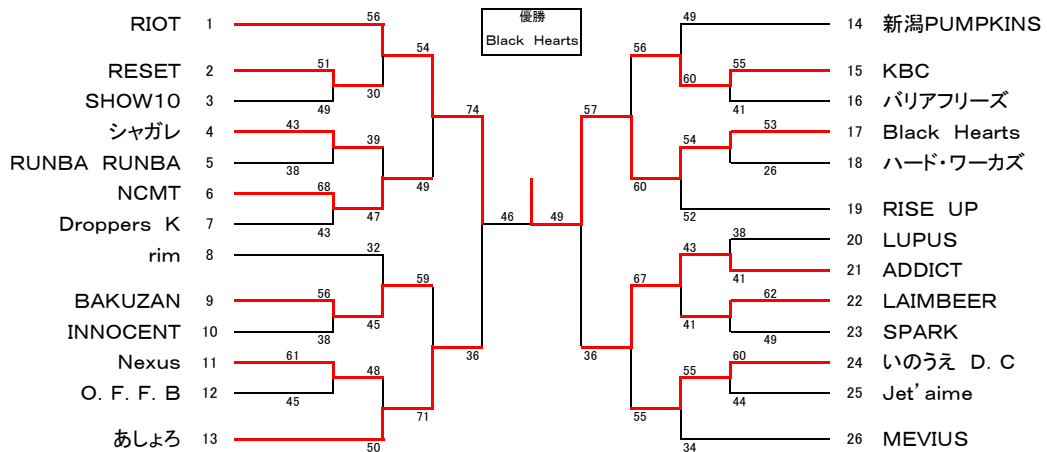 優勝
Black Hearts
RIOT 1
RESET 2
SHOW10 3
シャガレ 4
RUNBA RUNBA 5
NCMT 6
Droppers K 7
rim 8
BAKUZAN 9
INNOCENT 10
Nexus 11
O．F．F．B 12
あしょろ 13
56
51
49
30
54
43
38
39
68
43
47
49
74
32
56
38
45
59
61
45
48
50
71
36
46
49
57
36
56
60
49
60
55
41
54
53
26
52
67
55
43
38
41
41
62
49
55
60
44
34
14 新潟PUMPKINS
15 KBC
16 バリアフリーズ
17 Black Hearts
18 ハード・ワーカズ
19 RISE UP
20 LUPUS
21 ADDICT
22 LAIMBEER
23 SPARK
24 いのうえ D．C
25 Jet’aime
26 MEVIUS